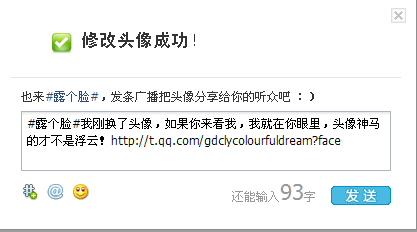 修改头像成功!
也来#露个脸#，发条广播把头像分享给你的听众吧 ：)
#露个脸#我刚换了头像，如果你来看我，我就在你眼里，头像神马
的才不是浮云！http://t.qq.com/gdclycolourfuldream?face
还能输入93字
发 送